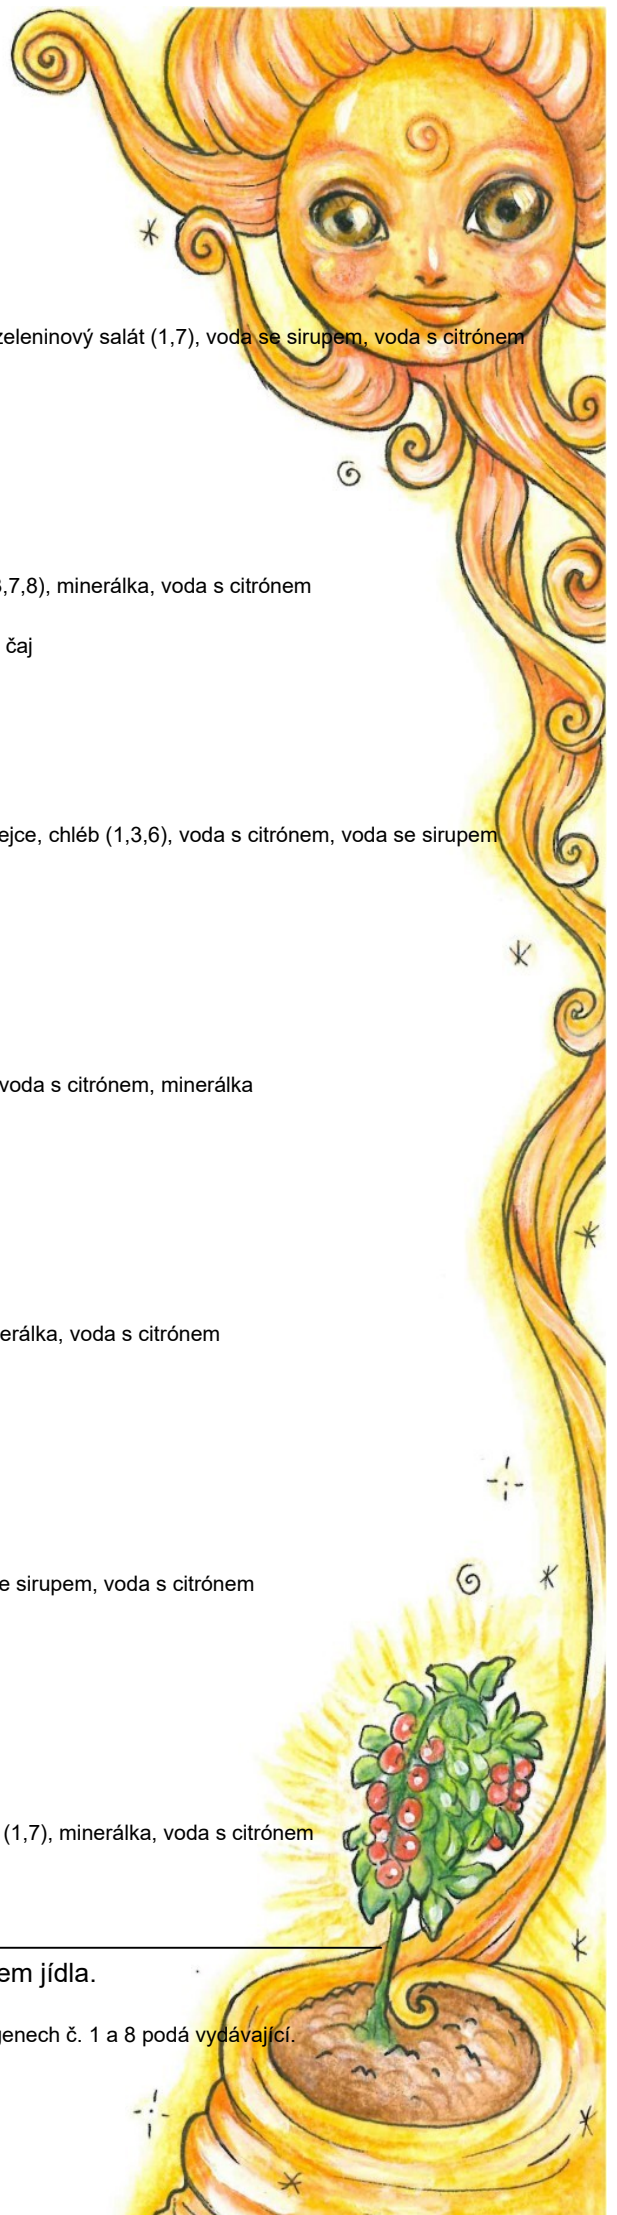 zeleninový salát (1,7), voda se sirupem, voda s citrónem
,7,8), minerálka, voda s citrónem
čaj
ejce, chléb (1,3,6), voda s citrónem, voda se sirupem
voda s citrónem, minerálka
erálka, voda s citrónem
e sirupem, voda s citrónem
(1,7), minerálka, voda s citrónem
em jídla.
genech č. 1 a 8 podá vydávající.